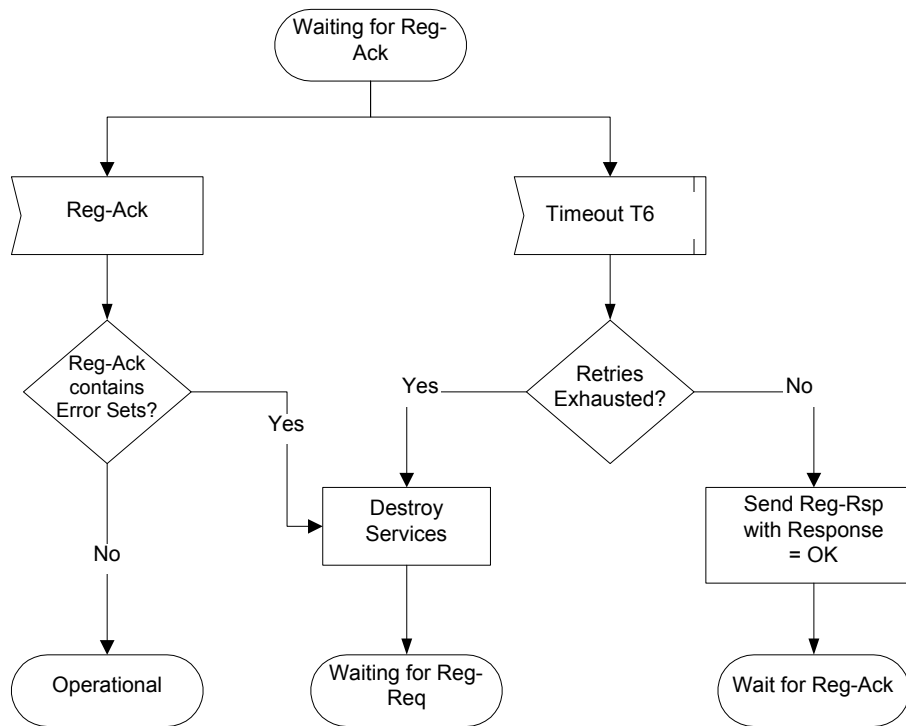 Waiting for Reg-
Ack
Reg-Ack
Timeout T6
Reg-Ack
contains
Error Sets?
Retries
Exhausted?
Yes
No
Yes
Destroy
Services
Send Reg-Rsp
with Response
= OK
No
Operational
Waiting for Reg-
Req
Wait for Reg-Ack